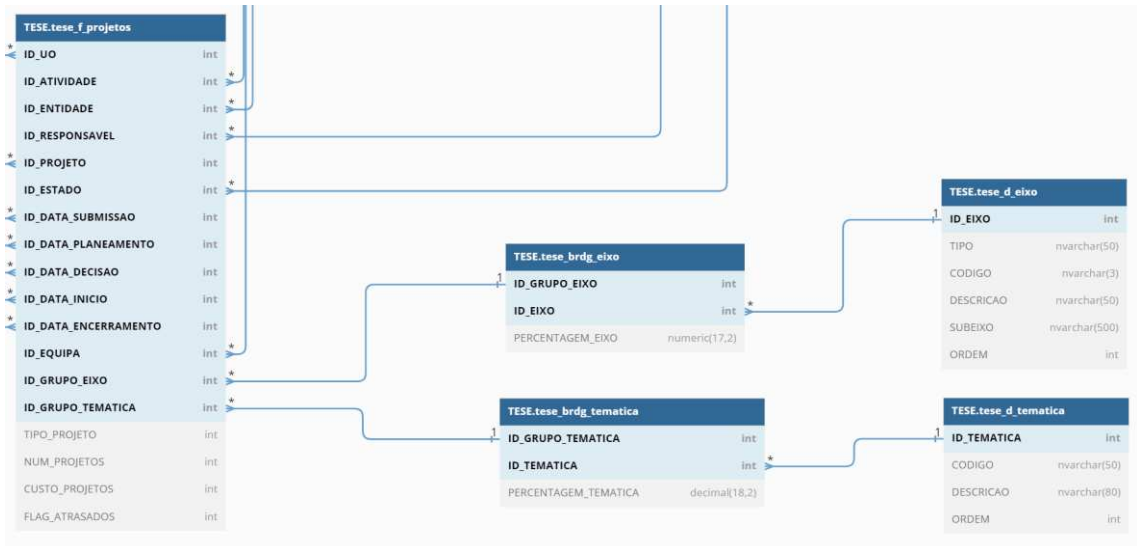 TESE.tese_f_projetos
* ID_UO int
ID_ATIVIDADE int *
ID_ENTIDADE int *
ID_RESPONSAVEL int *
* ID_PROJETO int
ID_ESTADO int *
* ID_DATA_SUBMISSAO int
* ID_DATA_PLANEAMENTO int
* ID_DATA_DECISAO int
* ID_DATA_INICIO int
* ID_DATA_ENCERRAMENTO int
ID_EQUIPA int *
ID_GRUPO_EIXO int *
ID_GRUPO_TEMATICA int *
TIPO_PROJETO int
NUM_PROJETOS int
CUSTO_PROJETOS int
FLAG_ATRASADOS int
TESE.tese_brdg_eixo
1 ID_GRUPO_EIXO int
ID_EIXO int *
PERCENTAGEM_EIXO numeric(17,2)
TESE.tese_d_eixo
1 ID_EIXO int
TIPO nvarchar(50)
CODIGO nvarchar(3)
DESCRICAO nvarchar(50)
SUBEIXO nvarchar(500)
ORDEM int
TESE.tese_brdg_tematica
1 ID_GRUPO_TEMATICA int
ID_TEMATICA int *
PERCENTAGEM_TEMATICA decimal(18,2)
TESE.tese_d_tematica
1 ID_TEMATICA int
CODIGO nvarchar(50)
DESCRICAO nvarchar(80)
ORDEM int